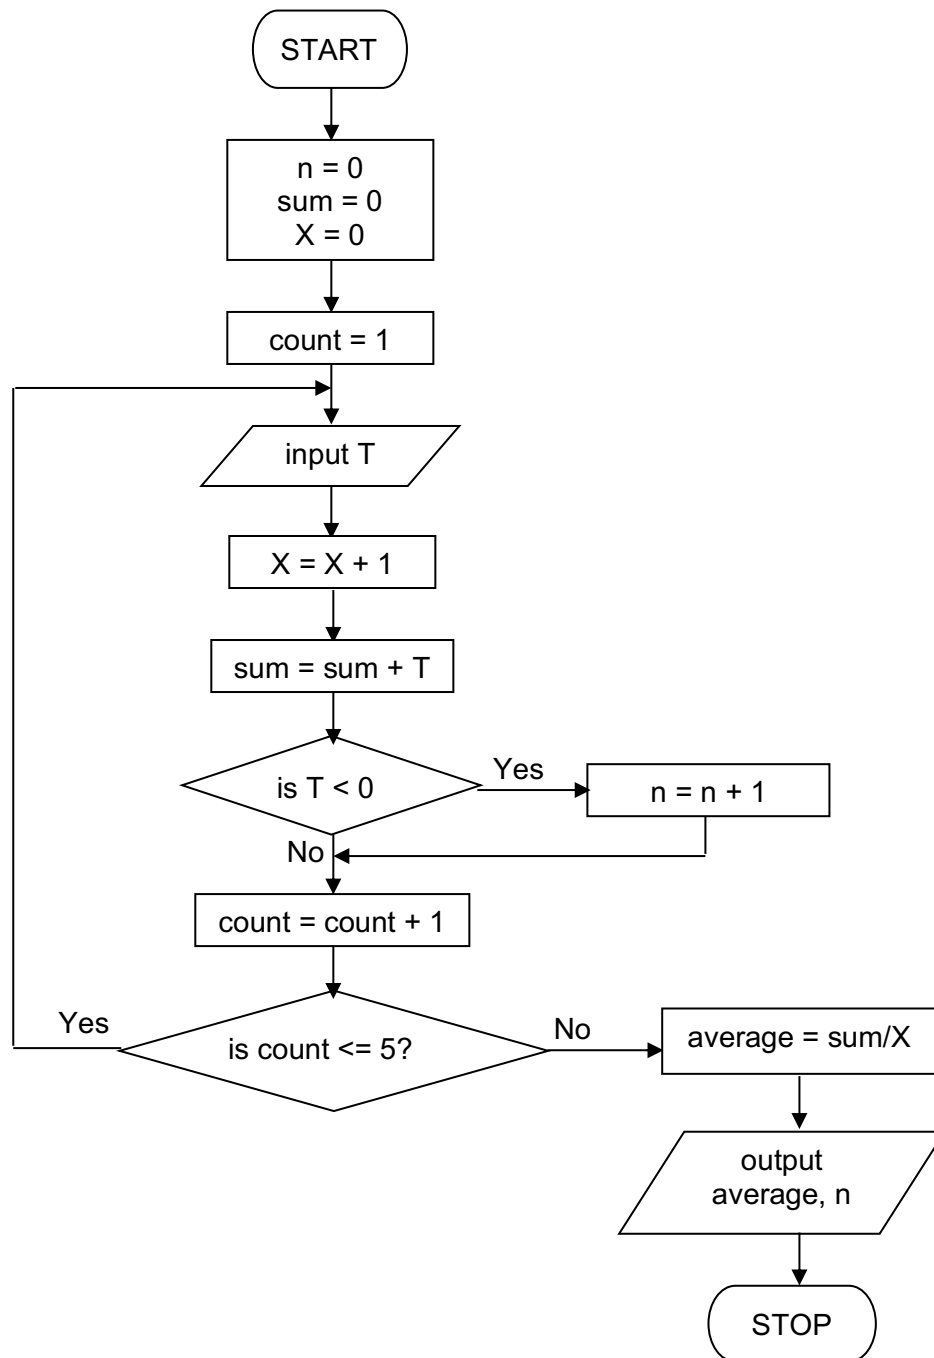 START
n = 0
sum = 0
X = 0
count = 1
input T
X = X + 1
sum = sum + T
is T < 0
Yes
n = n + 1
No
count = count + 1
Yes
is count <= 5?
No
average = sum/X
output
average, n
STOP